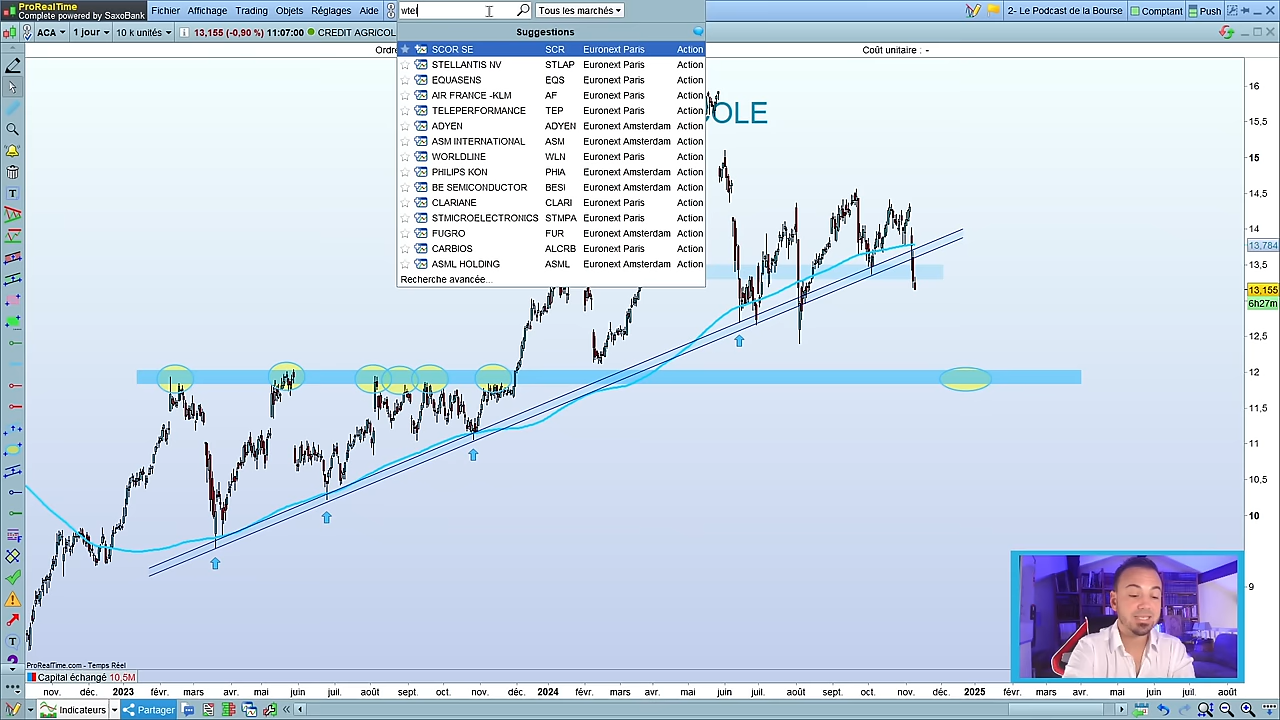 ProRealTime
Complete powered by SaxoBank
Fichier Affichage Trading Objets Réglages Aide
wtel
Tous les marchés
2- Le Podcast de la Bourse
Comptant
Push
ACA
1 jour
10 k unités
13,155 (-0,90 %) 11:07:00
CREDIT AGRICOL
Ordre
Coût unitaire : -
Suggestions
SCOR SE SCR Euronext Paris Action
STELLANTIS NV STLAP Euronext Paris Action
EQUASENS EQS Euronext Paris Action
AIR FRANCE -KLM AF Euronext Paris Action
TELEPERFORMANCE TEP Euronext Paris Action
ADYEN ADYEN Euronext Amsterdam Action
ASM INTERNATIONAL ASM Euronext Amsterdam Action
WORLDLINE WLN Euronext Paris Action
PHILIPS KON PHIA Euronext Amsterdam Action
BE SEMICONDUCTOR BESI Euronext Amsterdam Action
CLARIANE CLARI Euronext Paris Action
STMICROELECTRONICS STMPA Euronext Paris Action
FUGRO FUR Euronext Amsterdam Action
CARBIOS ALCRB Euronext Paris Action
ASML HOLDING ASML Euronext Amsterdam Action
Recherche avancée...
COLE
16
15,5
15
14,5
14
13,784
13,5
13,155
6h27m
12,5
12
11,5
11
10,5
10
9
ProRealTime.com - Temps Réel
Capital échangé 10,5M
nov. déc. 2023 févr. mars avr. mai juin juil. août sept. oct. nov. déc. 2024 févr. mars mai juin juil. août sept. oct. nov. déc. 2025 févr. mars avr. mai juin juil. août
Indicateurs
Partager